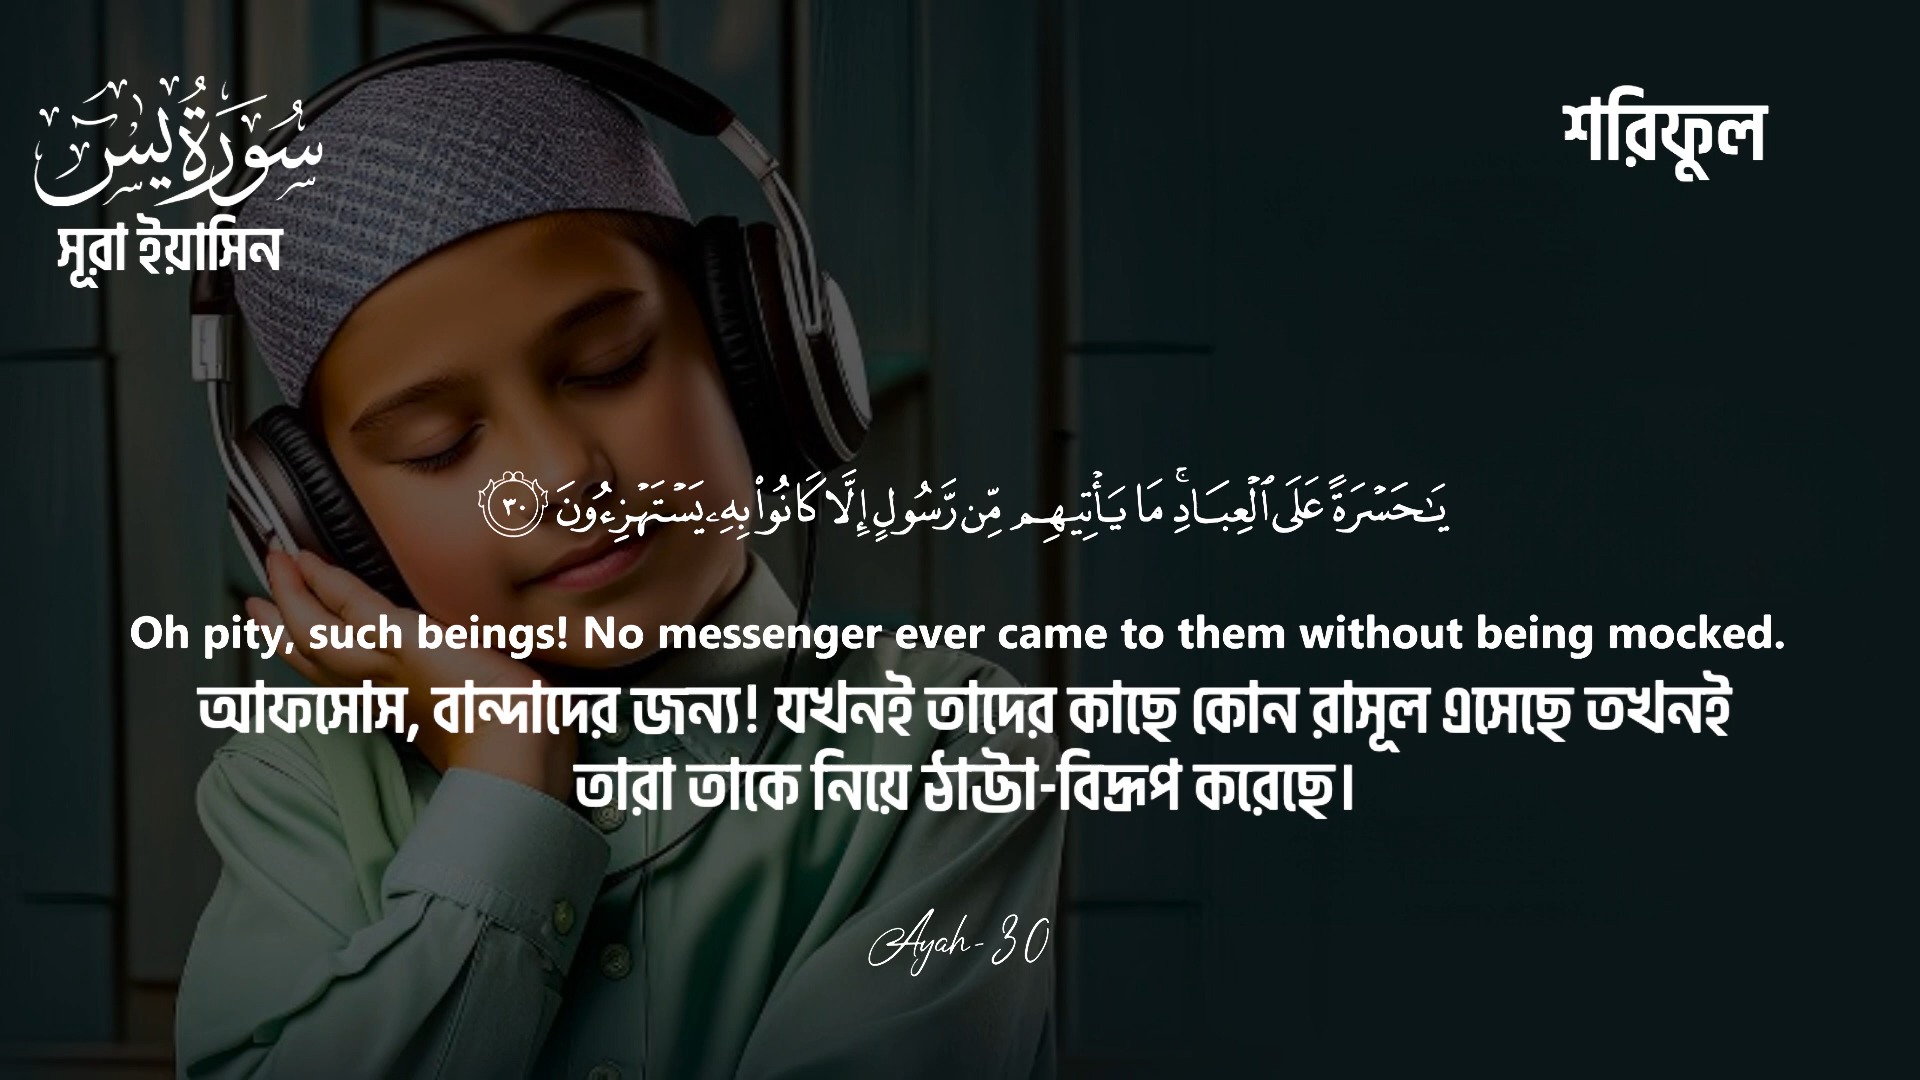 سُورَةُ يسٓ
সূরা ইয়াসিন
শরিফুল
يَـٰحَسْرَةً عَلَى ٱلْعِبَادِ ۚ مَا يَأْتِيهِم مِّن رَّسُولٍ إِلَّا كَانُوا۟ بِهِۦ يَسْتَهْزِءُونَ ٣٠
Oh pity, such beings! No messenger ever came to them without being mocked.
আফসোস, বান্দাদের জন্য! যখনই তাদের কাছে কোন রাসূল এসেছে তখনই
তারা তাকে নিয়ে ঠাট্টা-বিদ্রূপ করেছে।
Ayah - 30